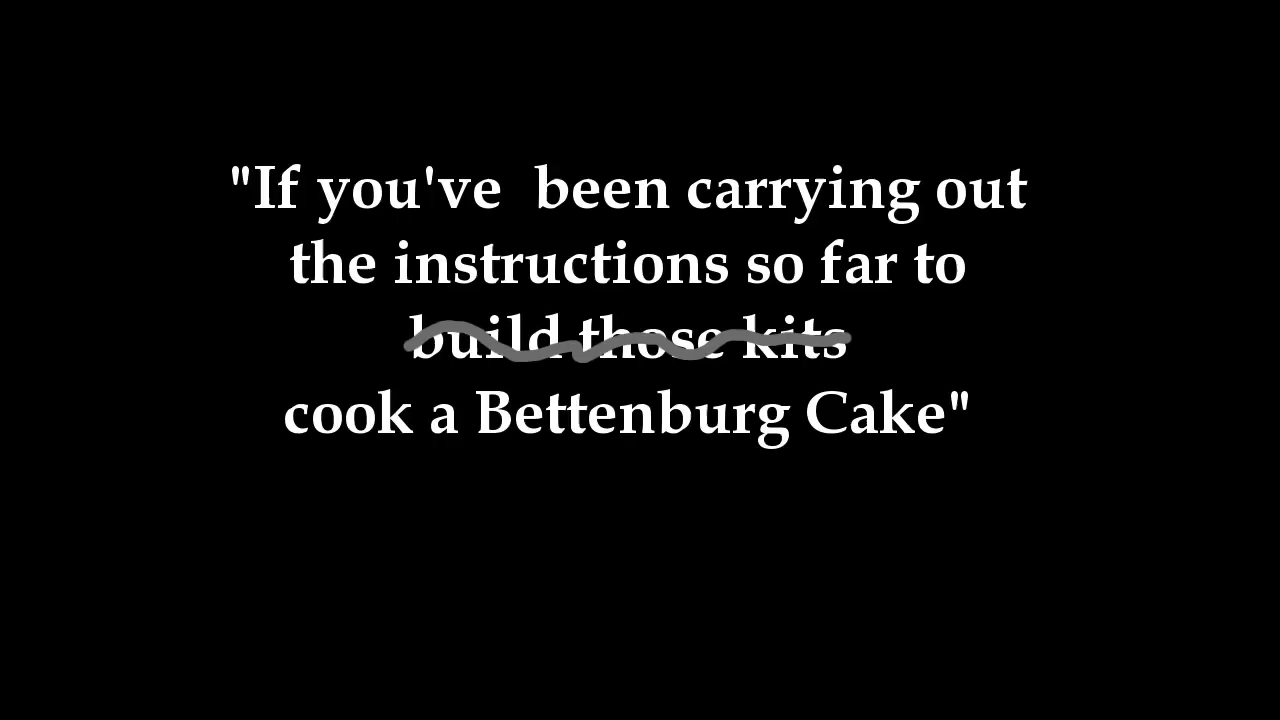 "If you've  been carrying out
the instructions so far to
build those kits
cook a Bettenburg Cake"